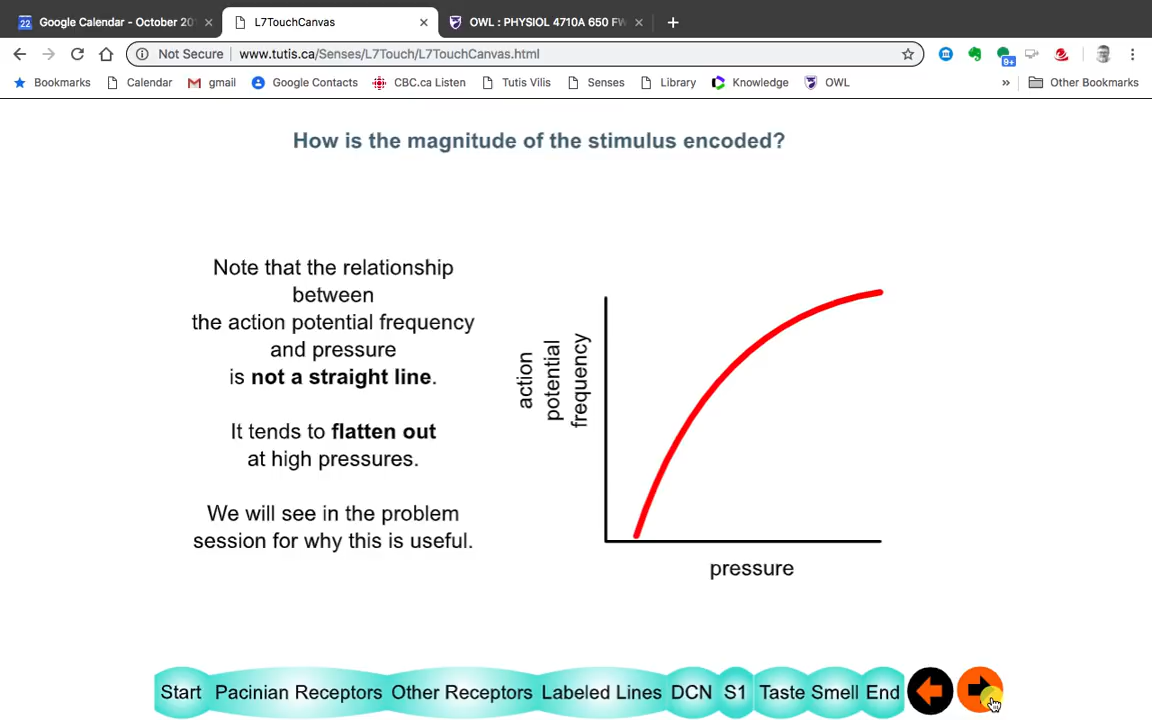 Google Calendar - October 20
L7TouchCanvas
OWL : PHYSIOL 4710A 650 FW
Not Secure
www.tutis.ca/Senses/L7Touch/L7TouchCanvas.html
9+
Bookmarks
Calendar
gmail
Google Contacts
CBC.ca Listen
Tutis Vilis
Senses
Library
Knowledge
OWL
»
Other Bookmarks
How is the magnitude of the stimulus encoded?
Note that the relationship
between
the action potential frequency
and pressure
is not a straight line.
It tends to flatten out
at high pressures.
We will see in the problem
session for why this is useful.
action
potential
frequency
pressure
Start
Pacinian Receptors
Other Receptors
Labeled Lines
DCN
S1
Taste
Smell
End